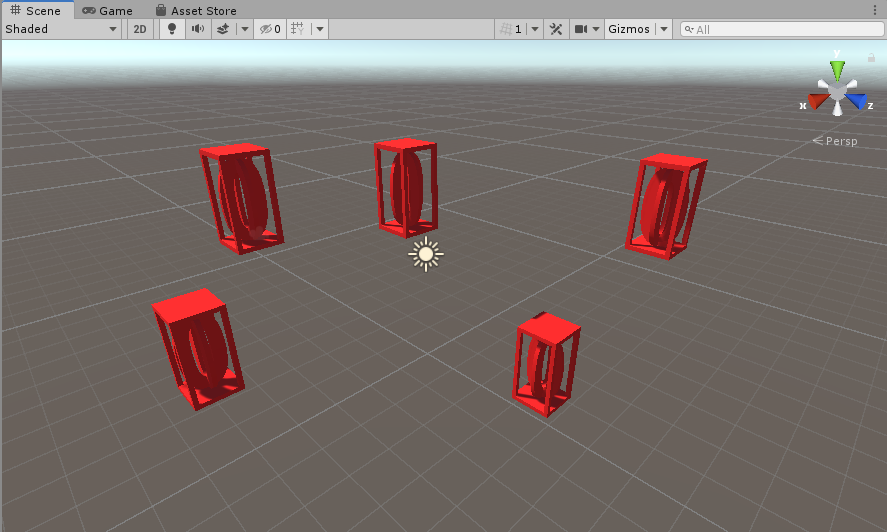 Scene Game Asset Store
Shaded 2D 0 1 Gizmos All
y
x z
Persp